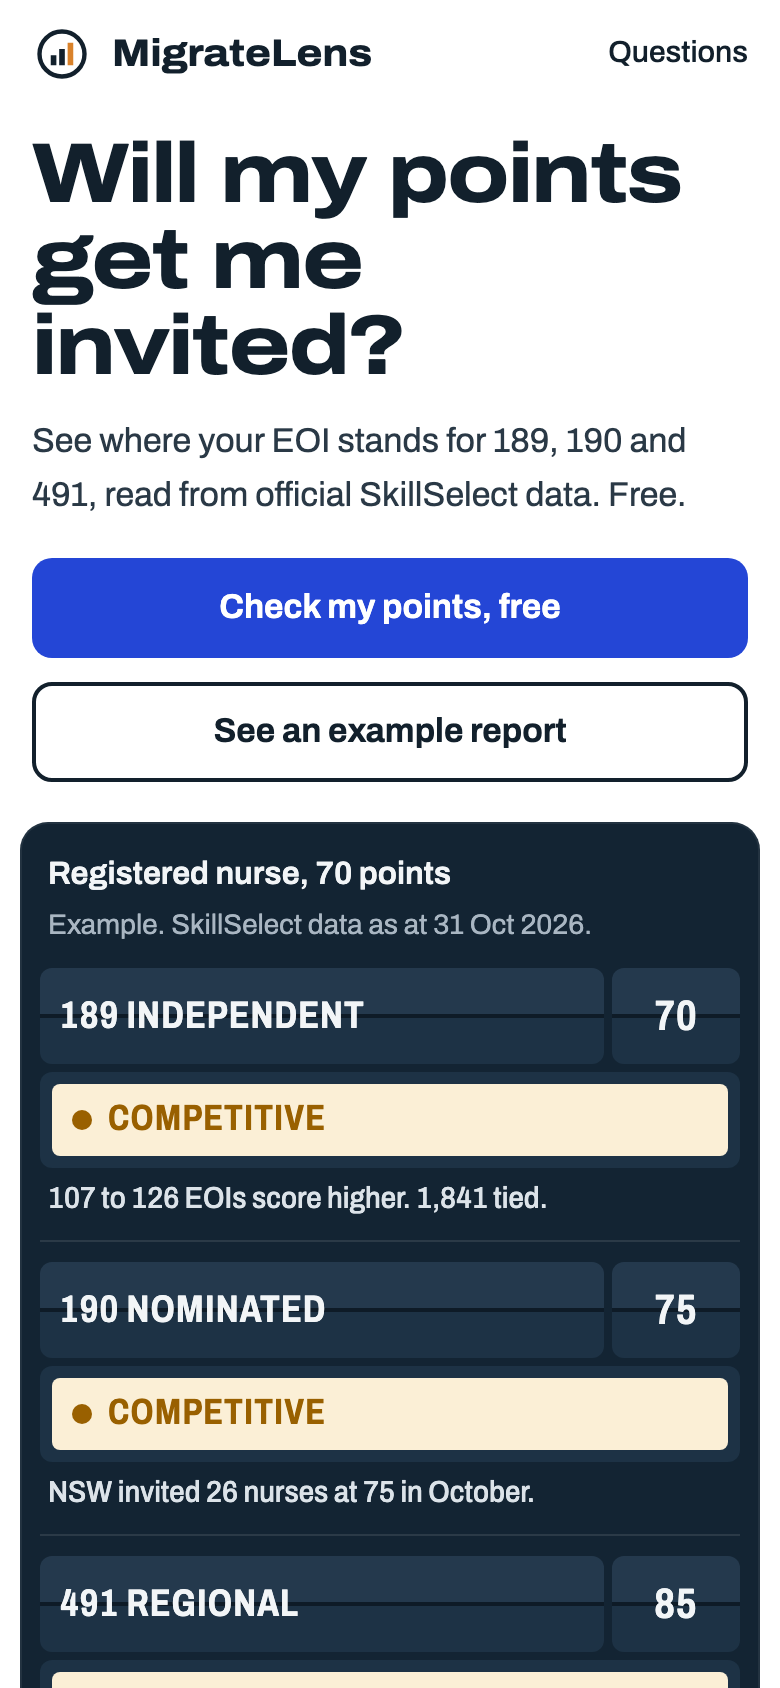 MigrateLens
Questions
Will my points
get me
invited?
See where your EOI stands for 189, 190 and
491, read from official SkillSelect data. Free.
Check my points, free
See an example report
Registered nurse, 70 points
Example. SkillSelect data as at 31 Oct 2026.
189 INDEPENDENT 70
COMPETITIVE
107 to 126 EOIs score higher. 1,841 tied.
190 NOMINATED 75
COMPETITIVE
NSW invited 26 nurses at 75 in October.
491 REGIONAL 85